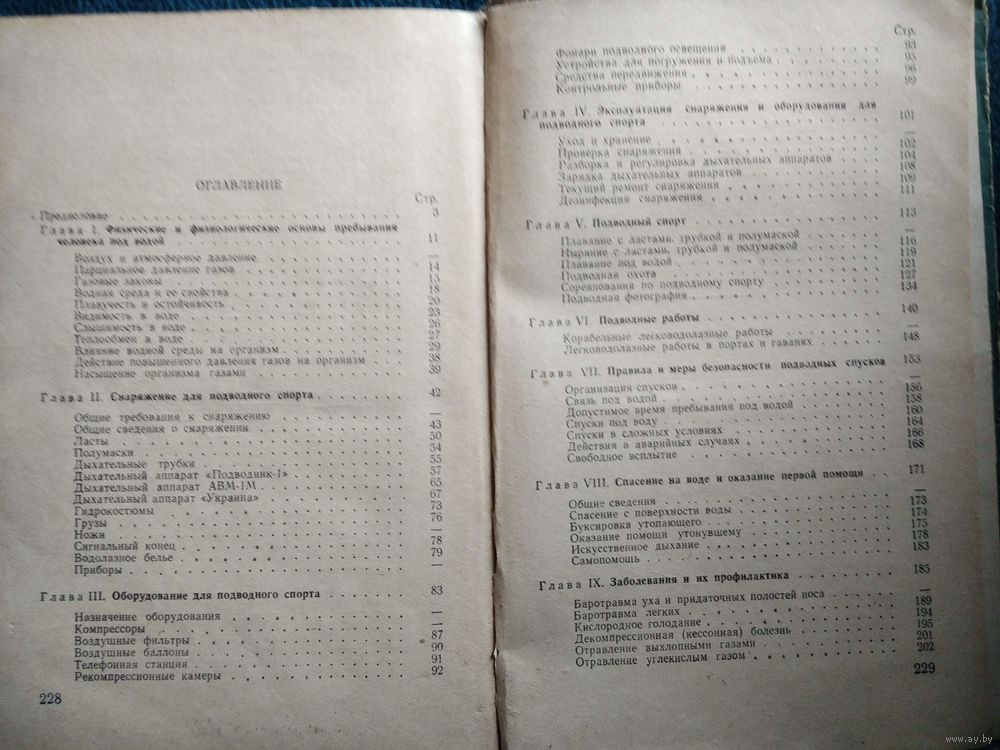 ОГЛАВЛЕНИЕ
Стр.
Предисловие 3
Глава I. Физические и физиологические основы пребывания
человека под водой 11
Воздух и атмосферное давление —
Парциальное давление газов 14
Газовые законы 15
Водная среда и ее свойства 18
Плавучесть и остойчивость 20
Видимость в воде 23
Слышимость в воде 26
Теплообмен в воде 27
Влияние водной среды на организм 29
Действие повышенного давления газов на организм 38
Насыщение организма газами 39
Глава II. Снаряжение для подводного спорта 42
Общие требования к снаряжению —
Общие сведения о снаряжении 43
Ласты 50
Полумаски 54
Дыхательные трубки 55
Дыхательный аппарат «Подводник-1» 57
Дыхательный аппарат АВМ-1М 65
Дыхательный аппарат «Украина» 67
Гидрокостюмы 73
Грузы 76
Ножи —
Сигнальный конец 78
Водолазное белье 79
Приборы —
Глава III. Оборудование для подводного спорта 83
Назначение оборудования —
Компрессоры —
Воздушные фильтры 87
Воздушные баллоны 90
Телефонная станция 91
Рекомпрессионные камеры 92
228
Стр.
Фонари подводного освещения 93
Устройства для погружения и подъема 95
Средства передвижения 96
Контрольные приборы 99
Глава IV. Эксплуатация снаряжения и оборудования для
подводного спорта 101
Уход и хранение —
Проверка снаряжения 102
Разборка и регулировка дыхательных аппаратов 104
Зарядка дыхательных аппаратов 108
Текущий ремонт снаряжения 109
Дезинфекция снаряжения 111
Глава V. Подводный спорт 113
Плавание с ластами, трубкой и полумаской —
Ныряние с ластами, трубкой и полумаской 116
Плавание под водой 119
Подводная охота 121
Соревнования по подводному спорту 127
Подводная фотография 134
Глава VI. Подводные работы 140
Корабельные легководолазные работы —
Легководолазные работы в портах и гаванях 148
Глава VII. Правила и меры безопасности подводных спусков 153
Организация спусков —
Связь под водой 156
Допустимое время пребывания под водой 158
Спуски под воду 160
Спуски в сложных условиях 164
Действия в аварийных случаях 166
Свободное всплытие 168
Глава VIII. Спасение на воде и оказание первой помощи 171
Общие сведения —
Спасение с поверхности воды 173
Буксировка утопающего 174
Оказание помощи утонувшему 175
Искусственное дыхание 178
Самопомощь 183
Глава IX. Заболевания и их профилактика 185
Баротравма уха и придаточных полостей носа —
Баротравма легких 189
Кислородное голодание 194
Декомпрессионная (кессонная) болезнь 195
Отравление выхлопными газами 201
Отравление углекислым газом 202
229
www.ay.by